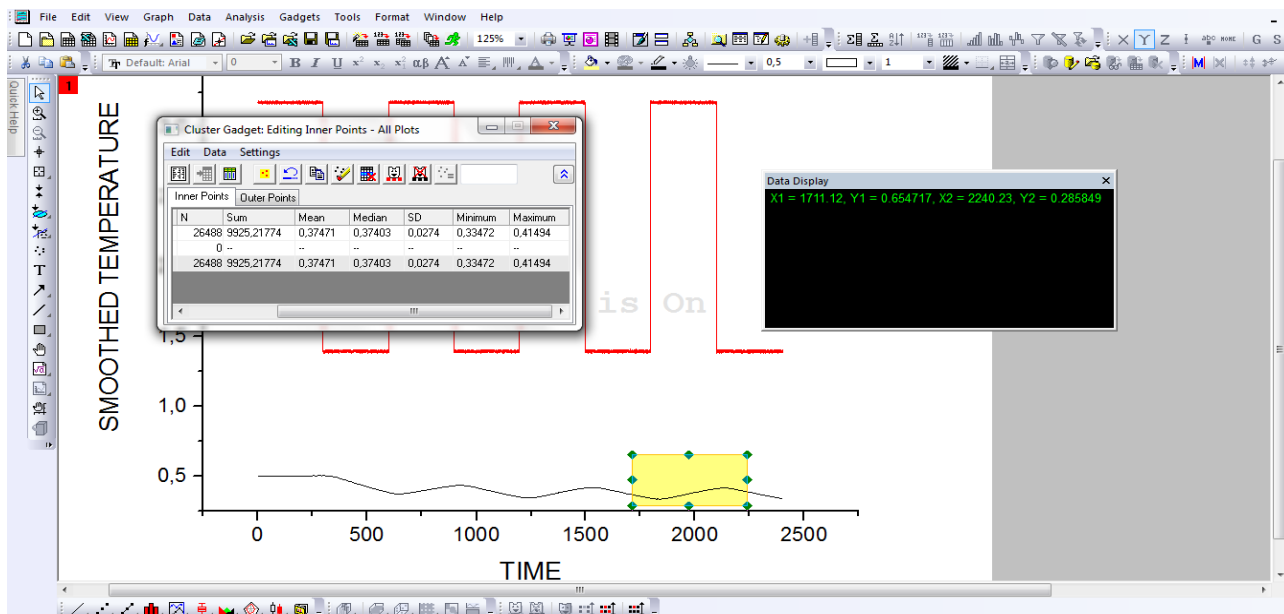 File Edit View Graph Data Analysis Gadgets Tools Format Window Help
125%
Default: Arial 0 B I U 0,5 1
Quick Help
1
SMOOTHED TEMPERATURE
Cluster Gadget: Editing Inner Points - All Plots
Edit Data Settings
Inner Points Outer Points
N Sum Mean Median SD Minimum Maximum
26488 9925,21774 0,37471 0,37403 0,0274 0,33472 0,41494
0 -- -- -- -- -- --
26488 9925,21774 0,37471 0,37403 0,0274 0,33472 0,41494
is On
Data Display
X1 = 1711.12, Y1 = 0.654717, X2 = 2240.23, Y2 = 0.285849
1,5
1,0
0,5
0 500 1000 1500 2000 2500
TIME